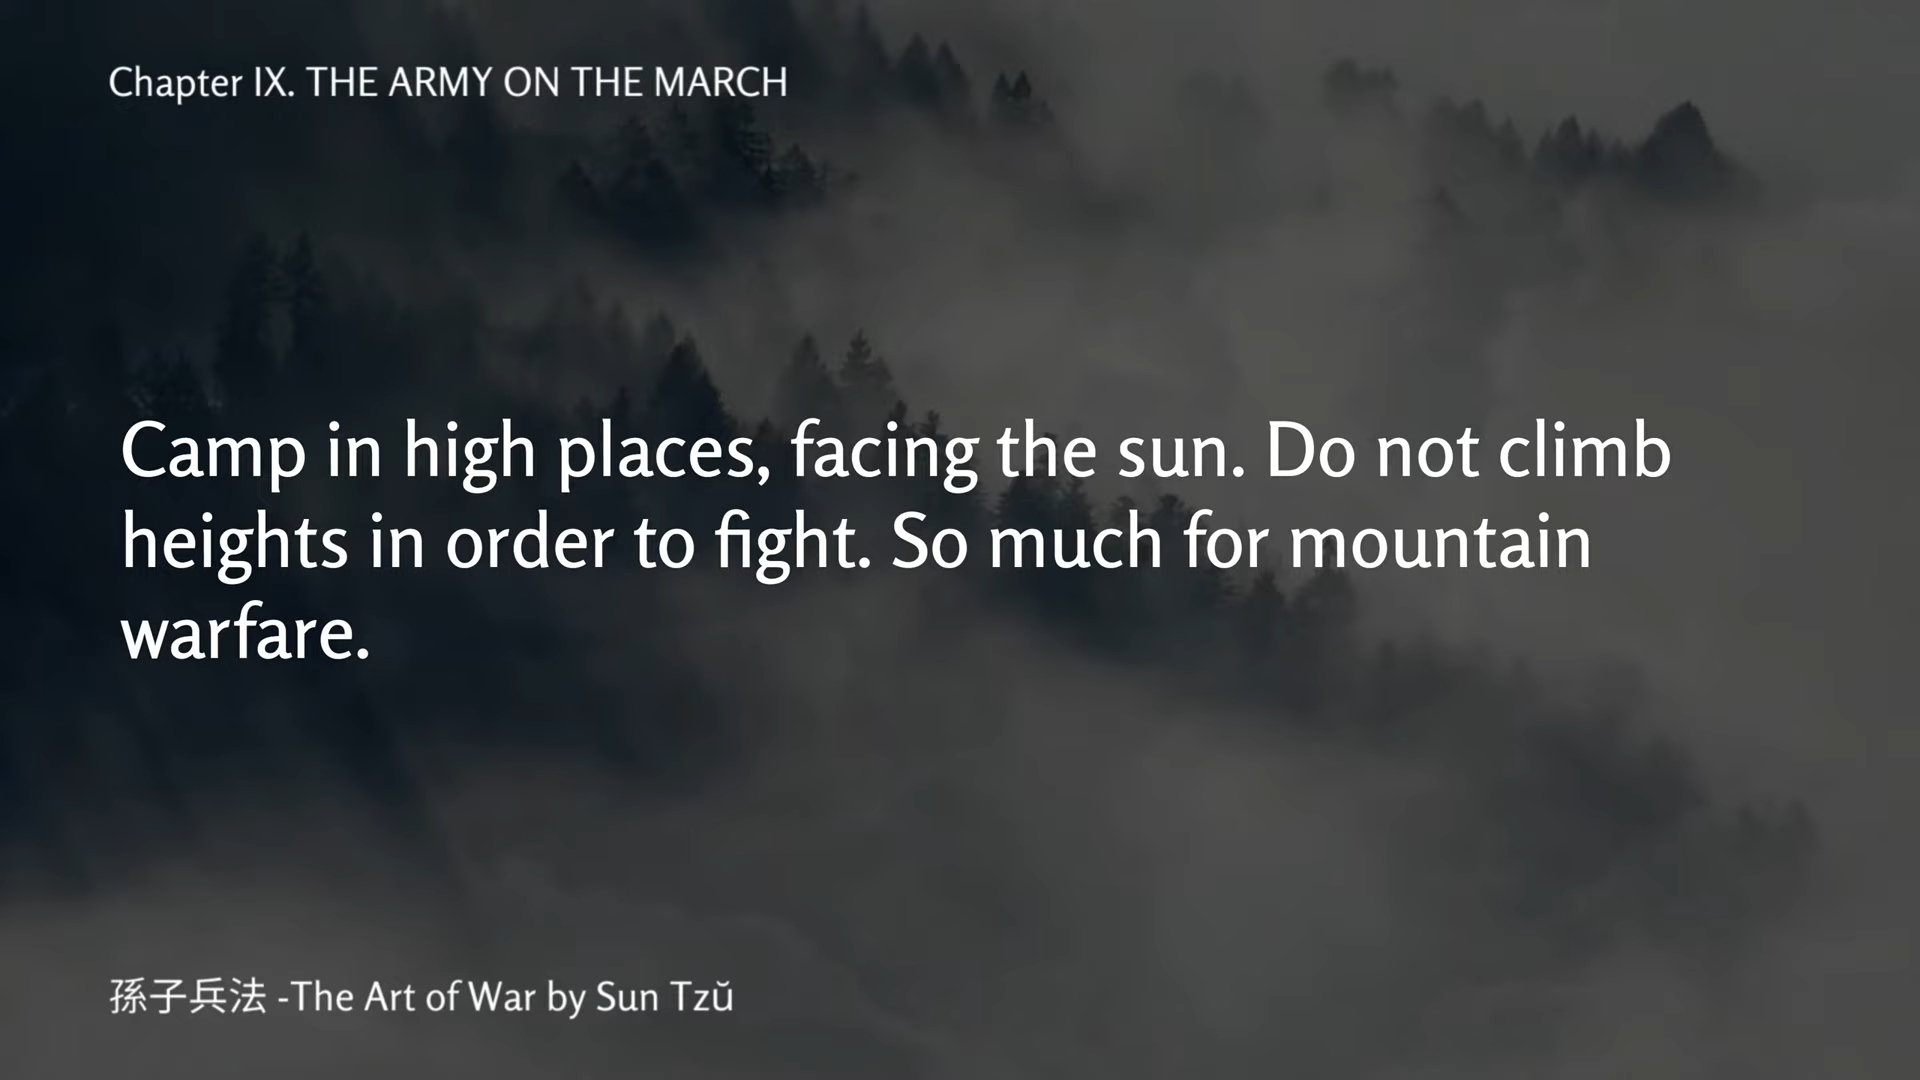 Chapter IX. THE ARMY ON THE MARCH
Camp in high places, facing the sun. Do not climb
heights in order to fight. So much for mountain
warfare.
孫子兵法 -The Art of War by Sun Tzŭ